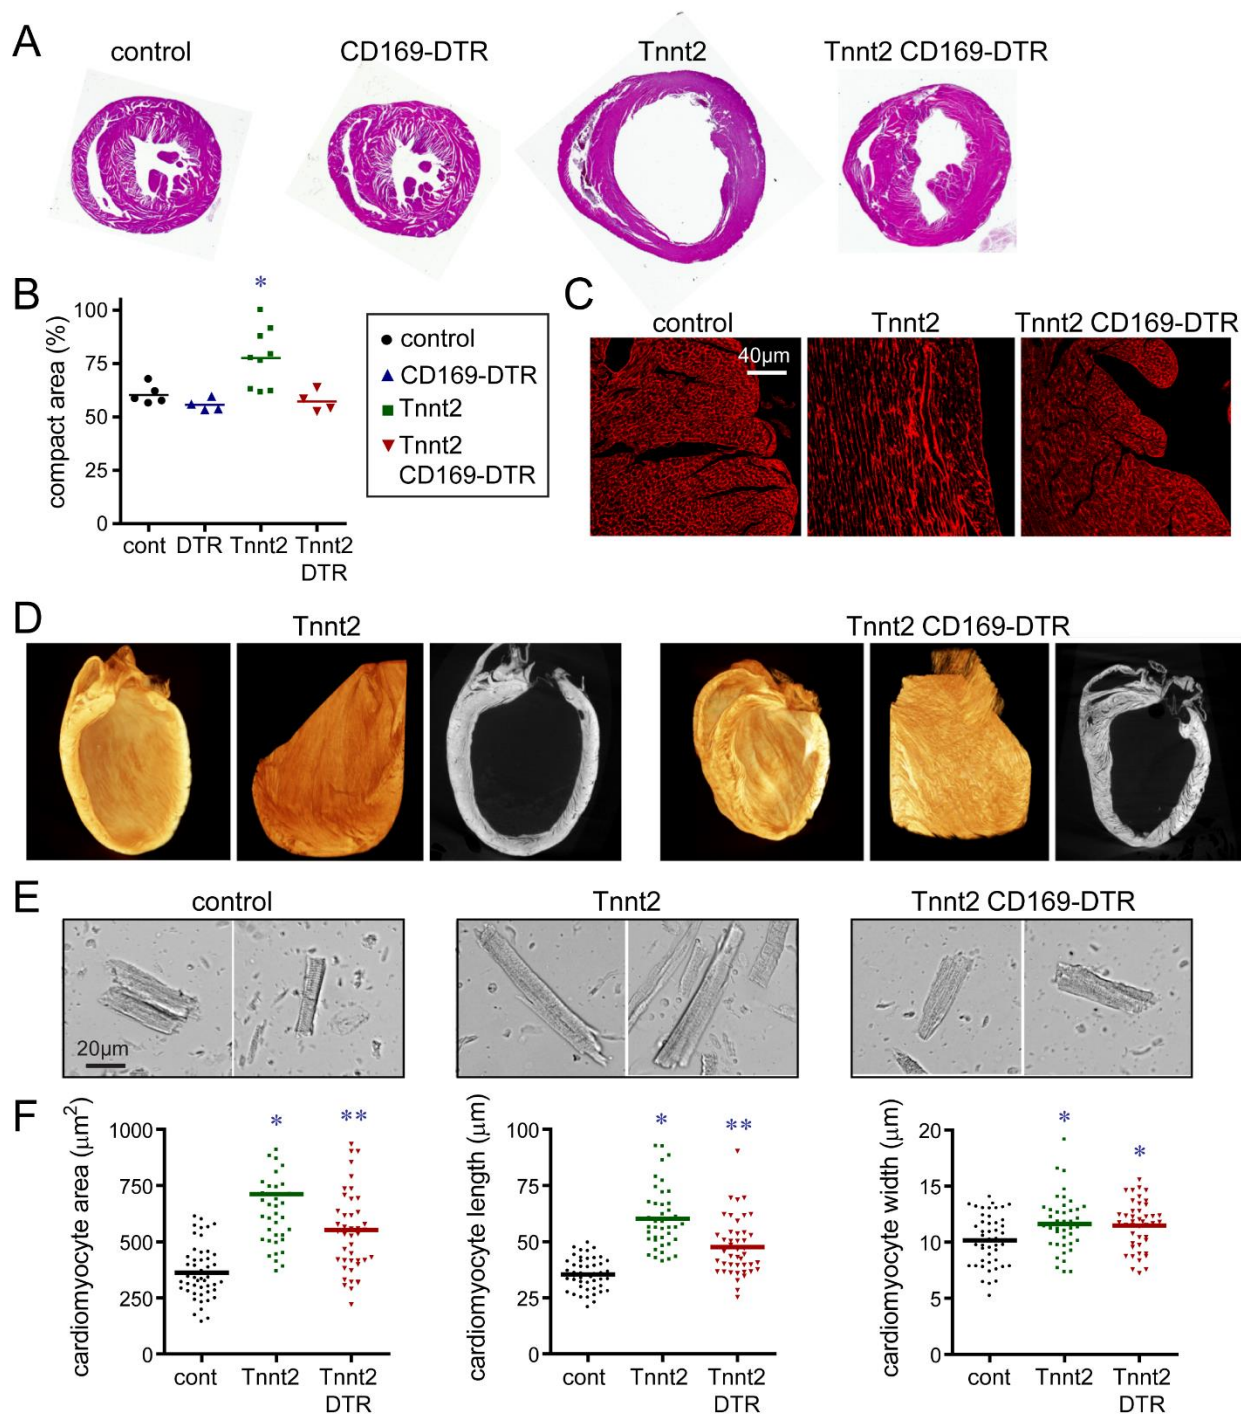 A
control CD169-DTR Tnnt2 Tnnt2 CD169-DTR
B
*
compact area (%)
100
75
50
25
0
cont DTR Tnnt2 Tnnt2
DTR
control
CD169-DTR
Tnnt2
Tnnt2
CD169-DTR
C
control Tnnt2 Tnnt2 CD169-DTR
40μm
D
Tnnt2 Tnnt2 CD169-DTR
E
control Tnnt2 Tnnt2 CD169-DTR
20μm
F
cardiomyocyte area (μm²)
1000
750
500
250
0
* **
cont Tnnt2 Tnnt2
DTR
cardiomyocyte length (μm)
100
75
50
25
0
* **
cont Tnnt2 Tnnt2
DTR
cardiomyocyte width (μm)
20
15
10
5
0
* *
cont Tnnt2 Tnnt2
DTR